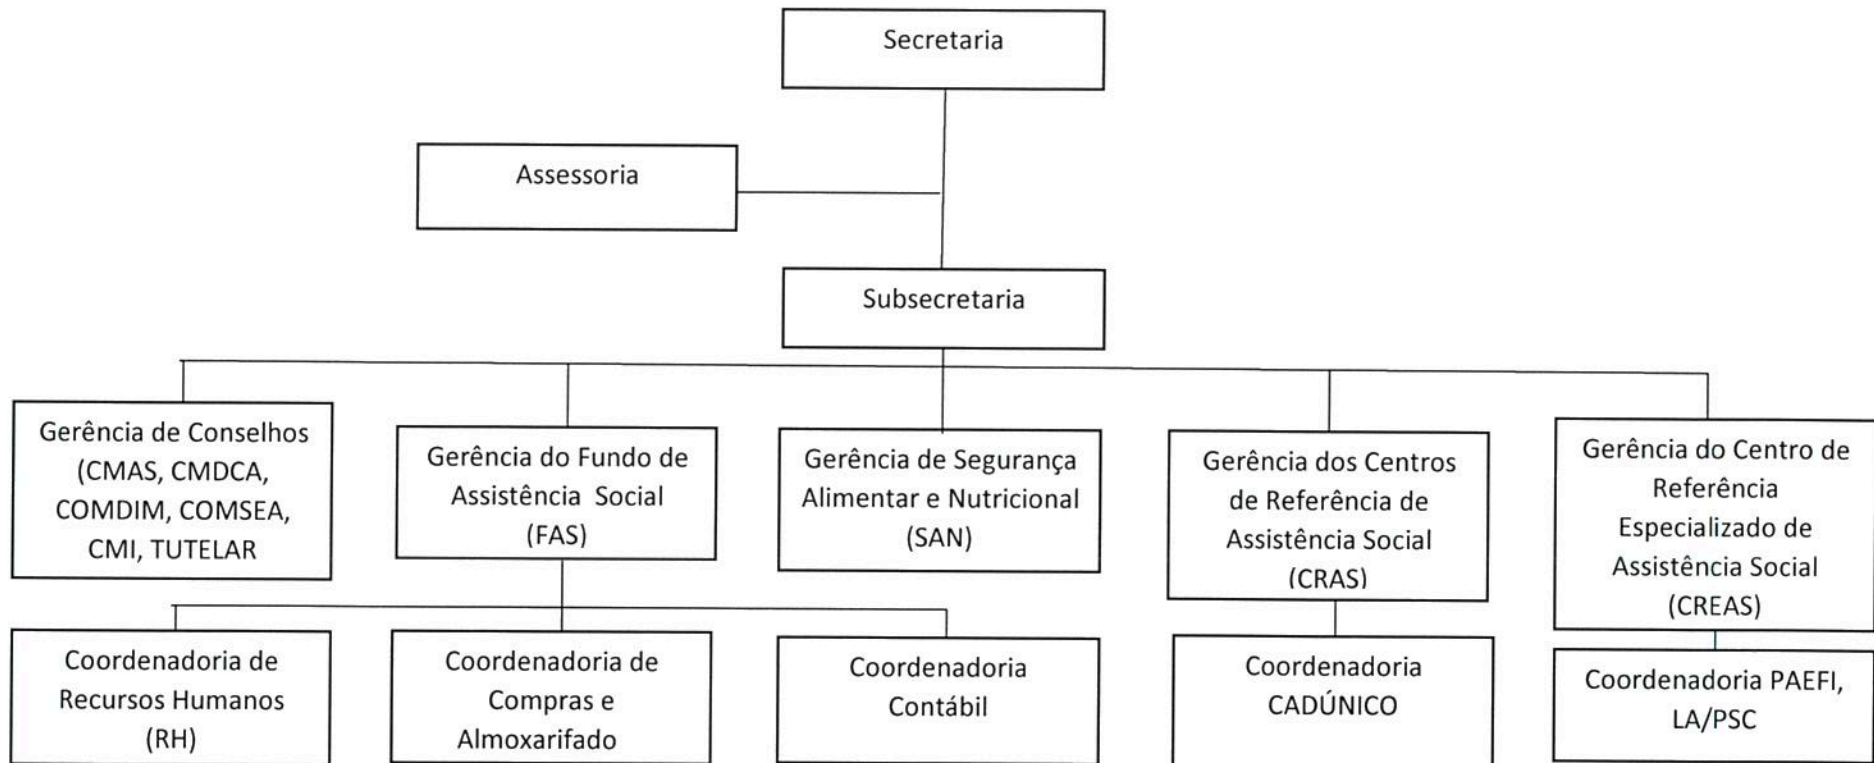 Secretaria
Assessoria
Subsecretaria
Gerência de Conselhos
(CMAS, CMDCA,
COMDIM, COMSEA,
CMI, TUTELAR
Gerência do Fundo de
Assistência Social
(FAS)
Gerência de Segurança
Alimentar e Nutricional
(SAN)
Gerência dos Centros
de Referência de
Assistência Social
(CRAS)
Gerência do Centro de
Referência
Especializado de
Assistência Social
(CREAS)
Coordenadoria de
Recursos Humanos
(RH)
Coordenadoria de
Compras e
Almoxarifado
Coordenadoria
Contábil
Coordenadoria
CADÚNICO
Coordenadoria PAEFI,
LA/PSC